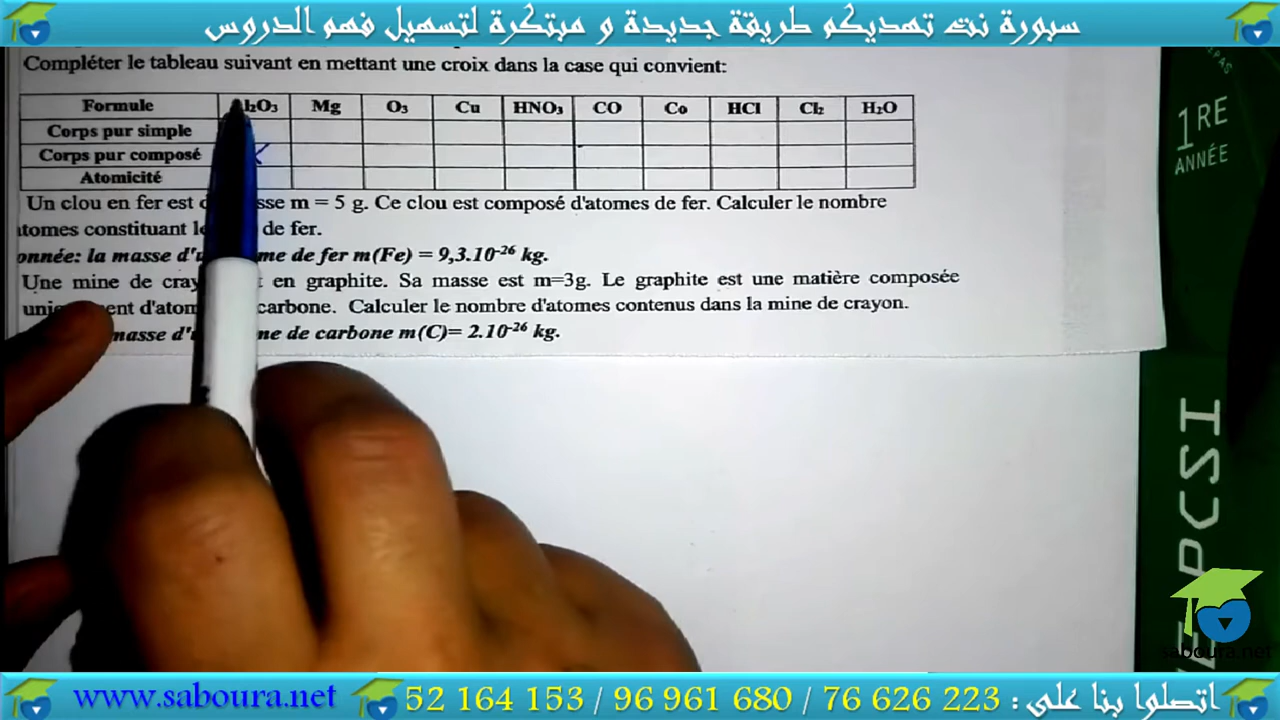 سبورة نت تهديكم طريقة جديدة و مبتكرة لتسهيل فهم الدروس
Compléter le tableau suivant en mettant une croix dans la case qui convient:
Formule l₂O₃ Mg O₃ Cu HNO₃ CO Co HCl Cl₂ H₂O
Corps pur simple
Corps pur composé
Atomicité
Un clou en fer est sse m = 5 g. Ce clou est composé d'atomes de fer. Calculer le nombre
tomes constituant de fer.
onnée: la masse d'u me de fer m(Fe) = 9,3.10⁻²⁶ kg.
Une mine de cray en graphite. Sa masse est m=3g. Le graphite est une matière composée
ent d'atom carbone. Calculer le nombre d'atomes contenus dans la mine de crayon.
masse d'u me de carbone m(C)= 2.10⁻²⁶ kg.
1RE
ANNÉE
PCSI
saboura.net
www.saboura.net 52 164 153 / 96 961 680 / 76 626 223 : اتصلوا بنا على